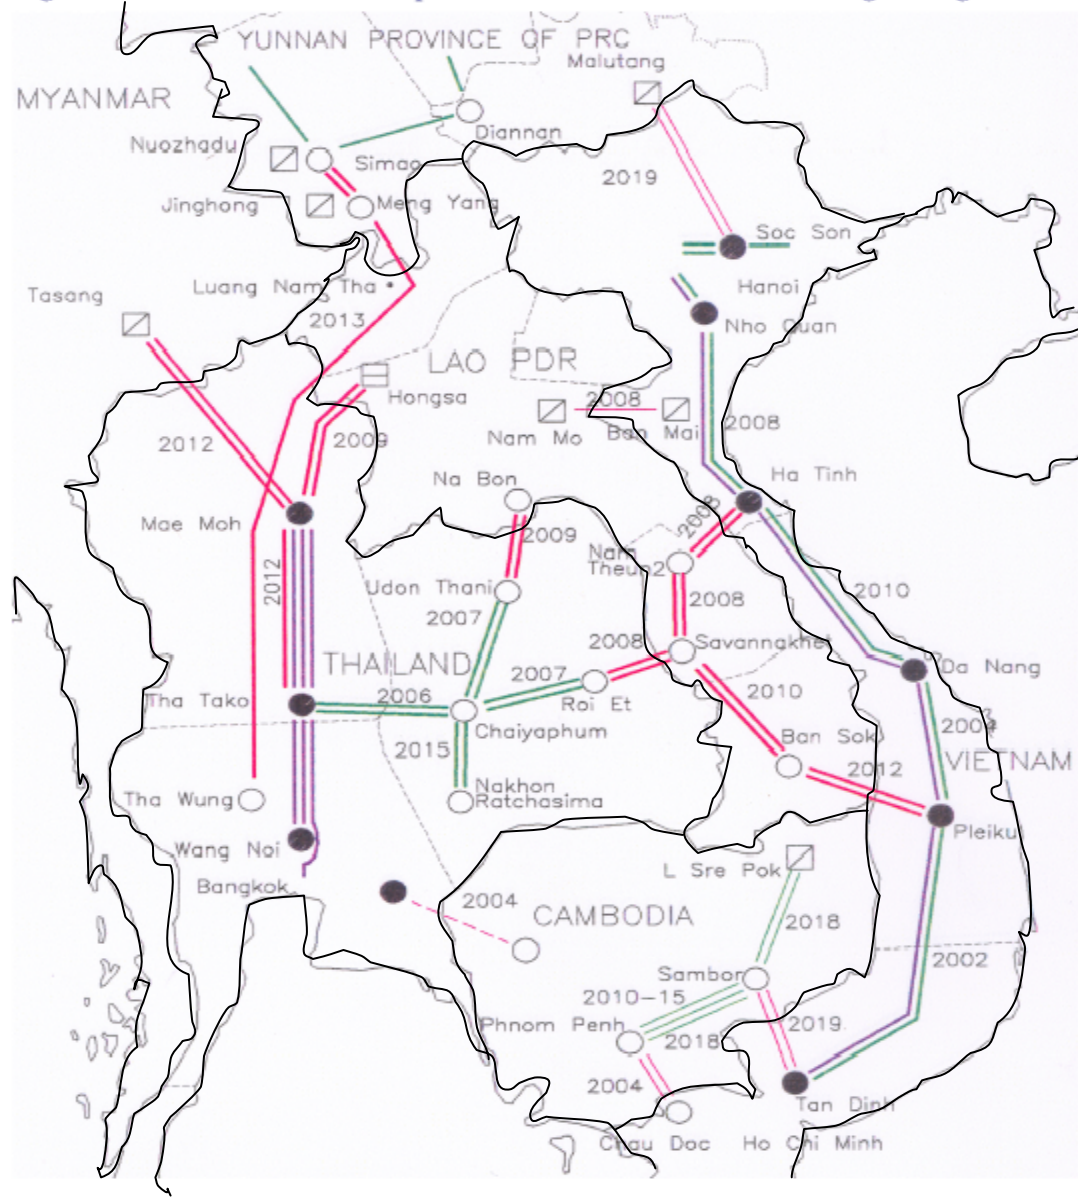 YUNNAN PROVINCE OF PRC
Malutang
MYANMAR
Diannan
Nuozhadu
Simao
2019
Jinghong
Meng Yang
Soc Son
Luang Nam Tha
Hanoi
Tasang
2013
Nho Quan
LAO PDR
Hongsa
2008
2012
2009
Nam Mo
Ban Mai
2008
Na Bon
Ha Tinh
Mae Moh
2009
2008
Nam
Theun2
2012
Udon Thani
2008
2010
2007
2008
Savannakhet
THAILAND
2007
Da Nang
Tha Tako
2006
Roi Et
2010
2004
Chaiyaphum
Ban Sok
2015
2012
VIETNAM
Nakhon
Ratchasima
Tha Wung
Pleiku
Wang Noi
L Sre Pok
Bangkok
2004
CAMBODIA
2018
2002
Sambor
2010-15
Phnom Penh
2019
2018
2004
Tan Dinh
Chau Doc
Ho Chi Minh